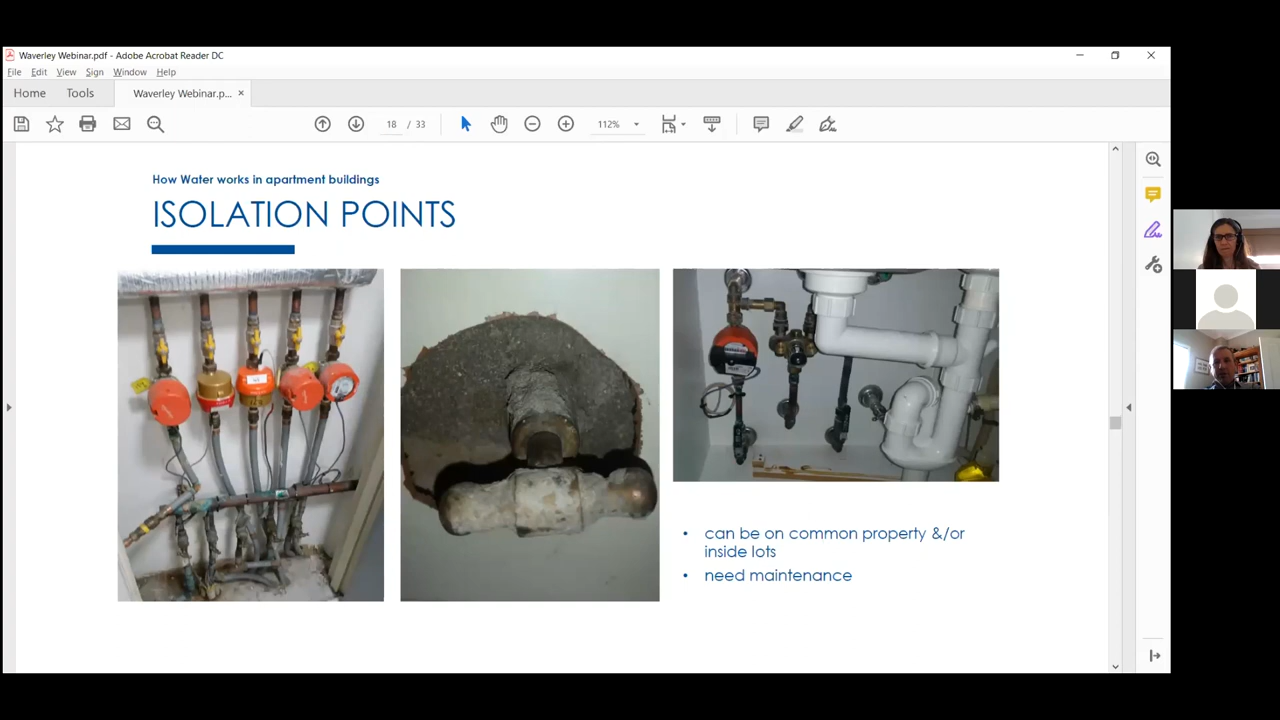 Waverley Webinar.pdf - Adobe Acrobat Reader DC
File Edit View Sign Window Help
Home Tools Waverley Webinar.p... ×
18 / 33 112%
How Water works in apartment buildings
ISOLATION POINTS
• can be on common property &/or
inside lots
• need maintenance